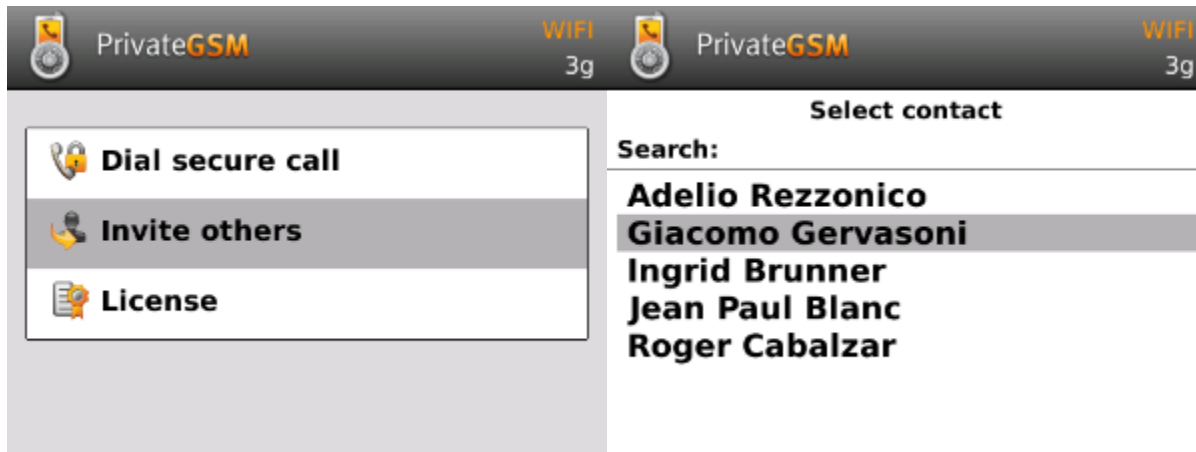 PrivateGSM
WIFI
3g
Dial secure call
Invite others
License
PrivateGSM
WIFI
3g
Select contact
Search:
Adelio Rezzonico
Giacomo Gervasoni
Ingrid Brunner
Jean Paul Blanc
Roger Cabalzar